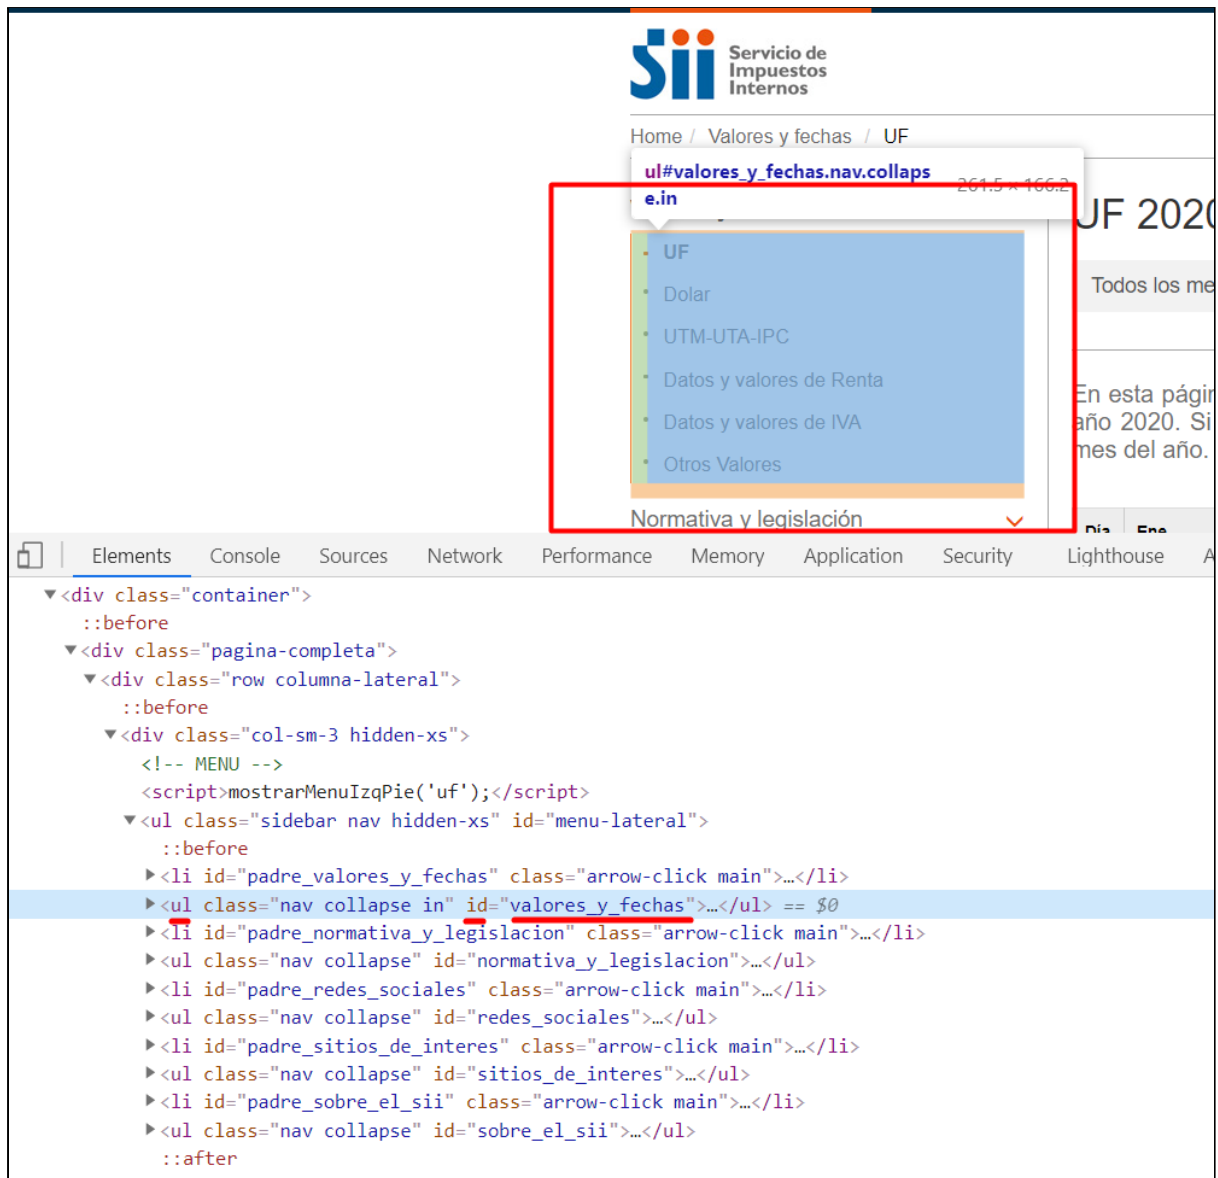 Sii Servicio de
Impuestos
Internos
Home / Valores y fechas / UF
ul#valores_y_fechas.nav.collaps
e.in
261.5 × 166.2
UF 2020
UF
Dolar
UTM-UTA-IPC
Datos y valores de Renta
Datos y valores de IVA
Otros Valores
Normativa y legislación
Todos los me
En esta págin
año 2020. Si
mes del año.
Día Ene
Elements Console Sources Network Performance Memory Application Security Lighthouse A
▼<div class="container">
::before
▼<div class="pagina-completa">
▼<div class="row columna-lateral">
::before
▼<div class="col-sm-3 hidden-xs">
<!-- MENU -->
<script>mostrarMenuIzqPie('uf');</script>
▼<ul class="sidebar nav hidden-xs" id="menu-lateral">
::before
▶<li id="padre_valores_y_fechas" class="arrow-click main">…</li>
▶<ul class="nav collapse in" id="valores_y_fechas">…</ul> == $0
▶<li id="padre_normativa_y_legislacion" class="arrow-click main">…</li>
▶<ul class="nav collapse" id="normativa_y_legislacion">…</ul>
▶<li id="padre_redes_sociales" class="arrow-click main">…</li>
▶<ul class="nav collapse" id="redes_sociales">…</ul>
▶<li id="padre_sitios_de_interes" class="arrow-click main">…</li>
▶<ul class="nav collapse" id="sitios_de_interes">…</ul>
▶<li id="padre_sobre_el_sii" class="arrow-click main">…</li>
▶<ul class="nav collapse" id="sobre_el_sii">…</ul>
::after